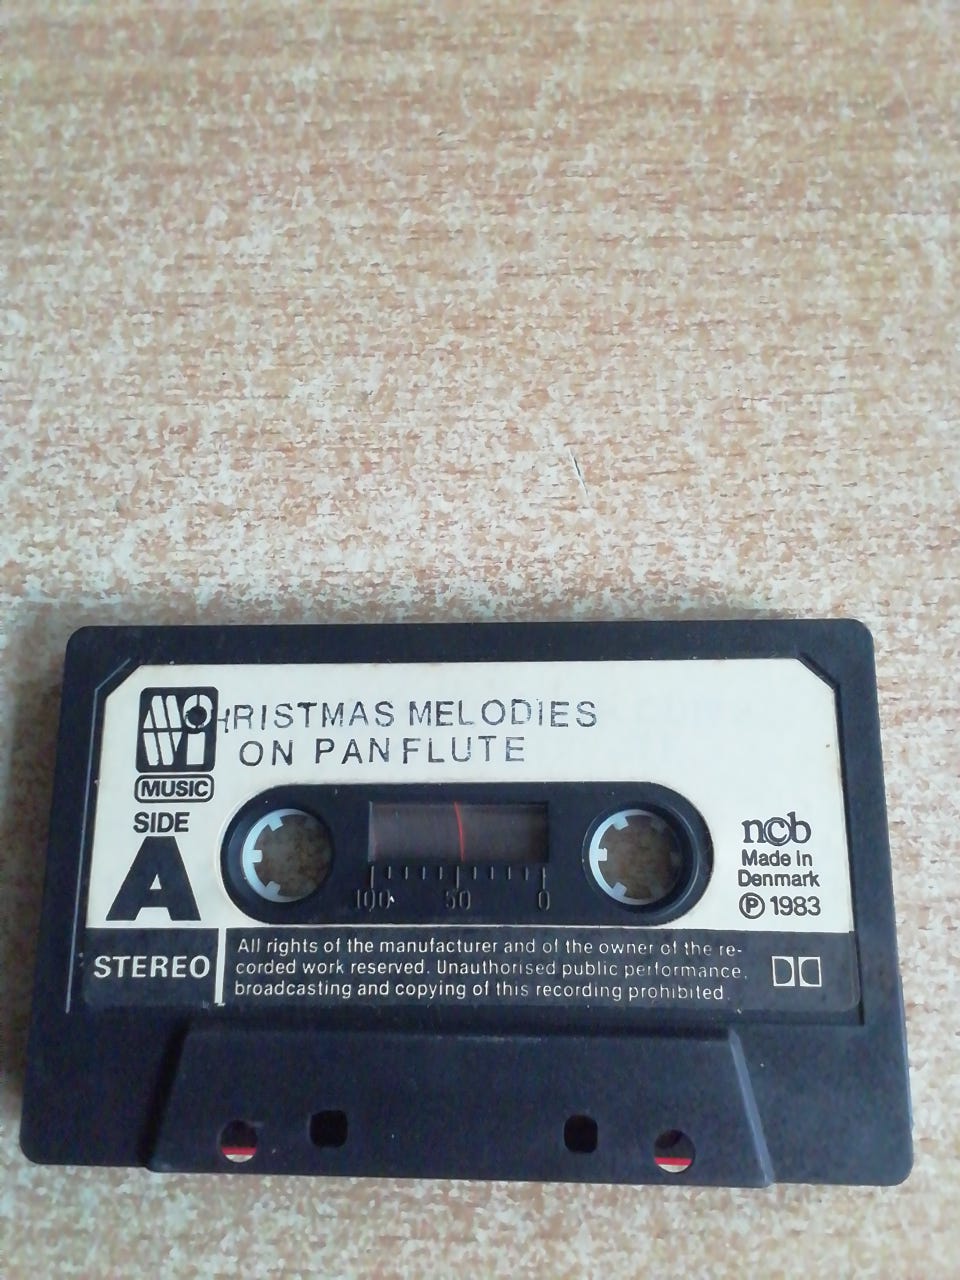 CHRISTMAS MELODIES
ON PANFLUTE
MUSIC
SIDE
A
100 50 0
ncb
Made in
Denmark
℗ 1983
STEREO
All rights of the manufacturer and of the owner of the re-
corded work reserved. Unauthorised public performance,
broadcasting and copying of this recording prohibited.